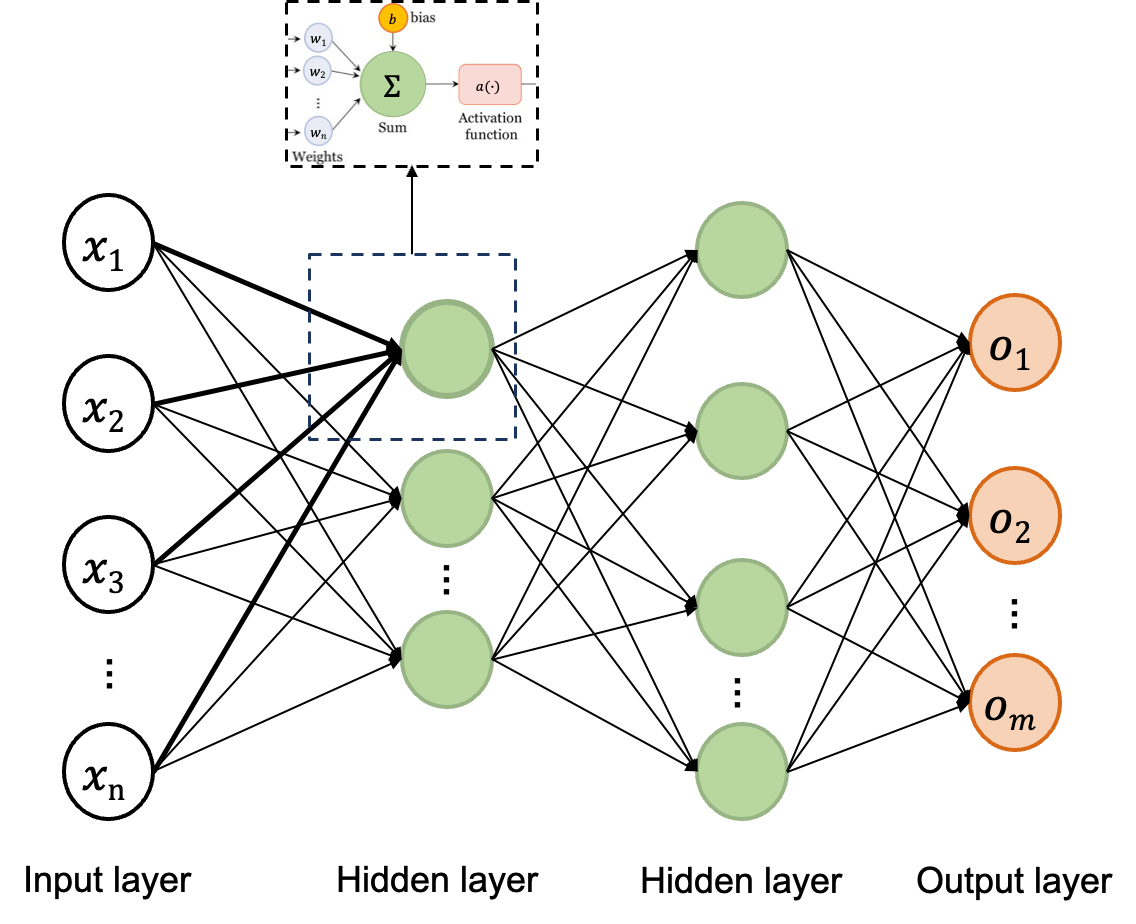 b bias
w₁
w₂
⋮
wₙ
Σ
a(·)
Sum
Activation
function
Weights
x₁
x₂
x₃
⋮
xₙ
⋮
⋮
o₁
o₂
⋮
oₘ
Input layer
Hidden layer
Hidden layer
Output layer